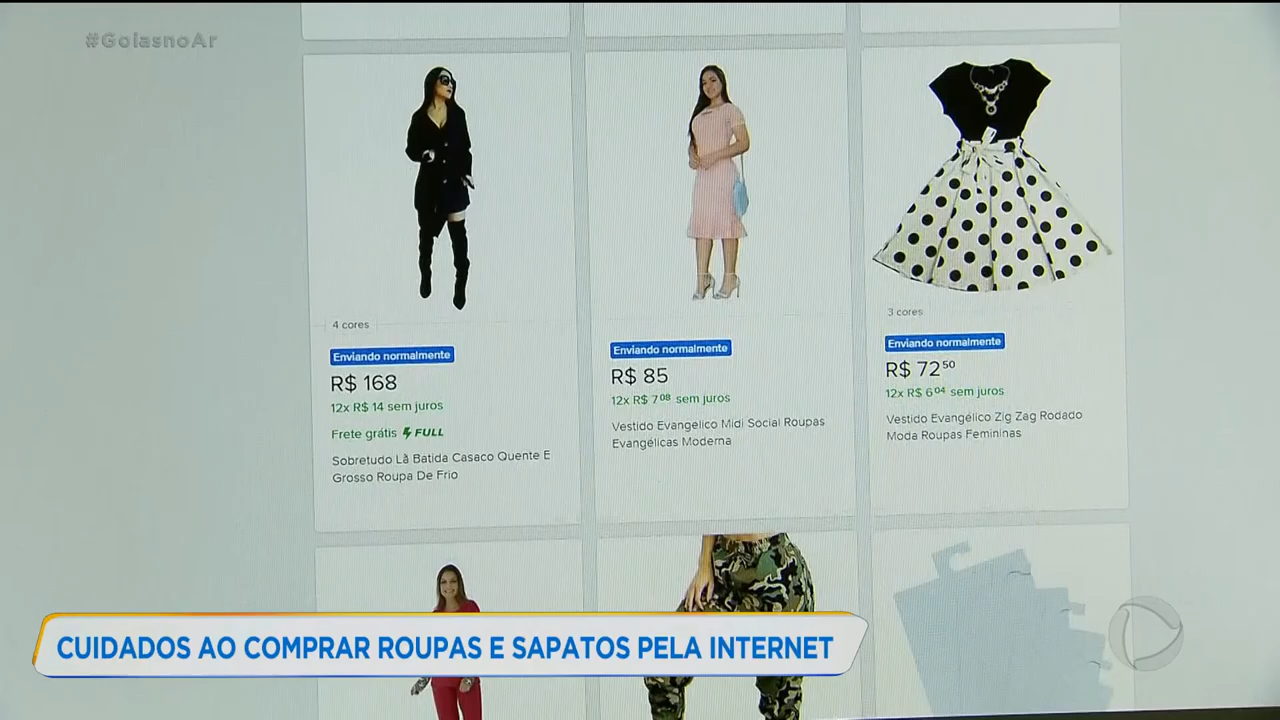 #GoiasnoAr
4 cores
Enviando normalmente
R$ 168
12x R$ 14 sem juros
Frete grátis FULL
Sobretudo Lã Batida Casaco Quente E
Grosso Roupa De Frio
Enviando normalmente
R$ 85
12x R$ 7 08 sem juros
Vestido Evangélico Midi Social Roupas
Evangélicas Moderna
3 cores
Enviando normalmente
R$ 72 50
12x R$ 6 04 sem juros
Vestido Evangélico Zig Zag Rodado
Moda Roupas Femininas
CUIDADOS AO COMPRAR ROUPAS E SAPATOS PELA INTERNET